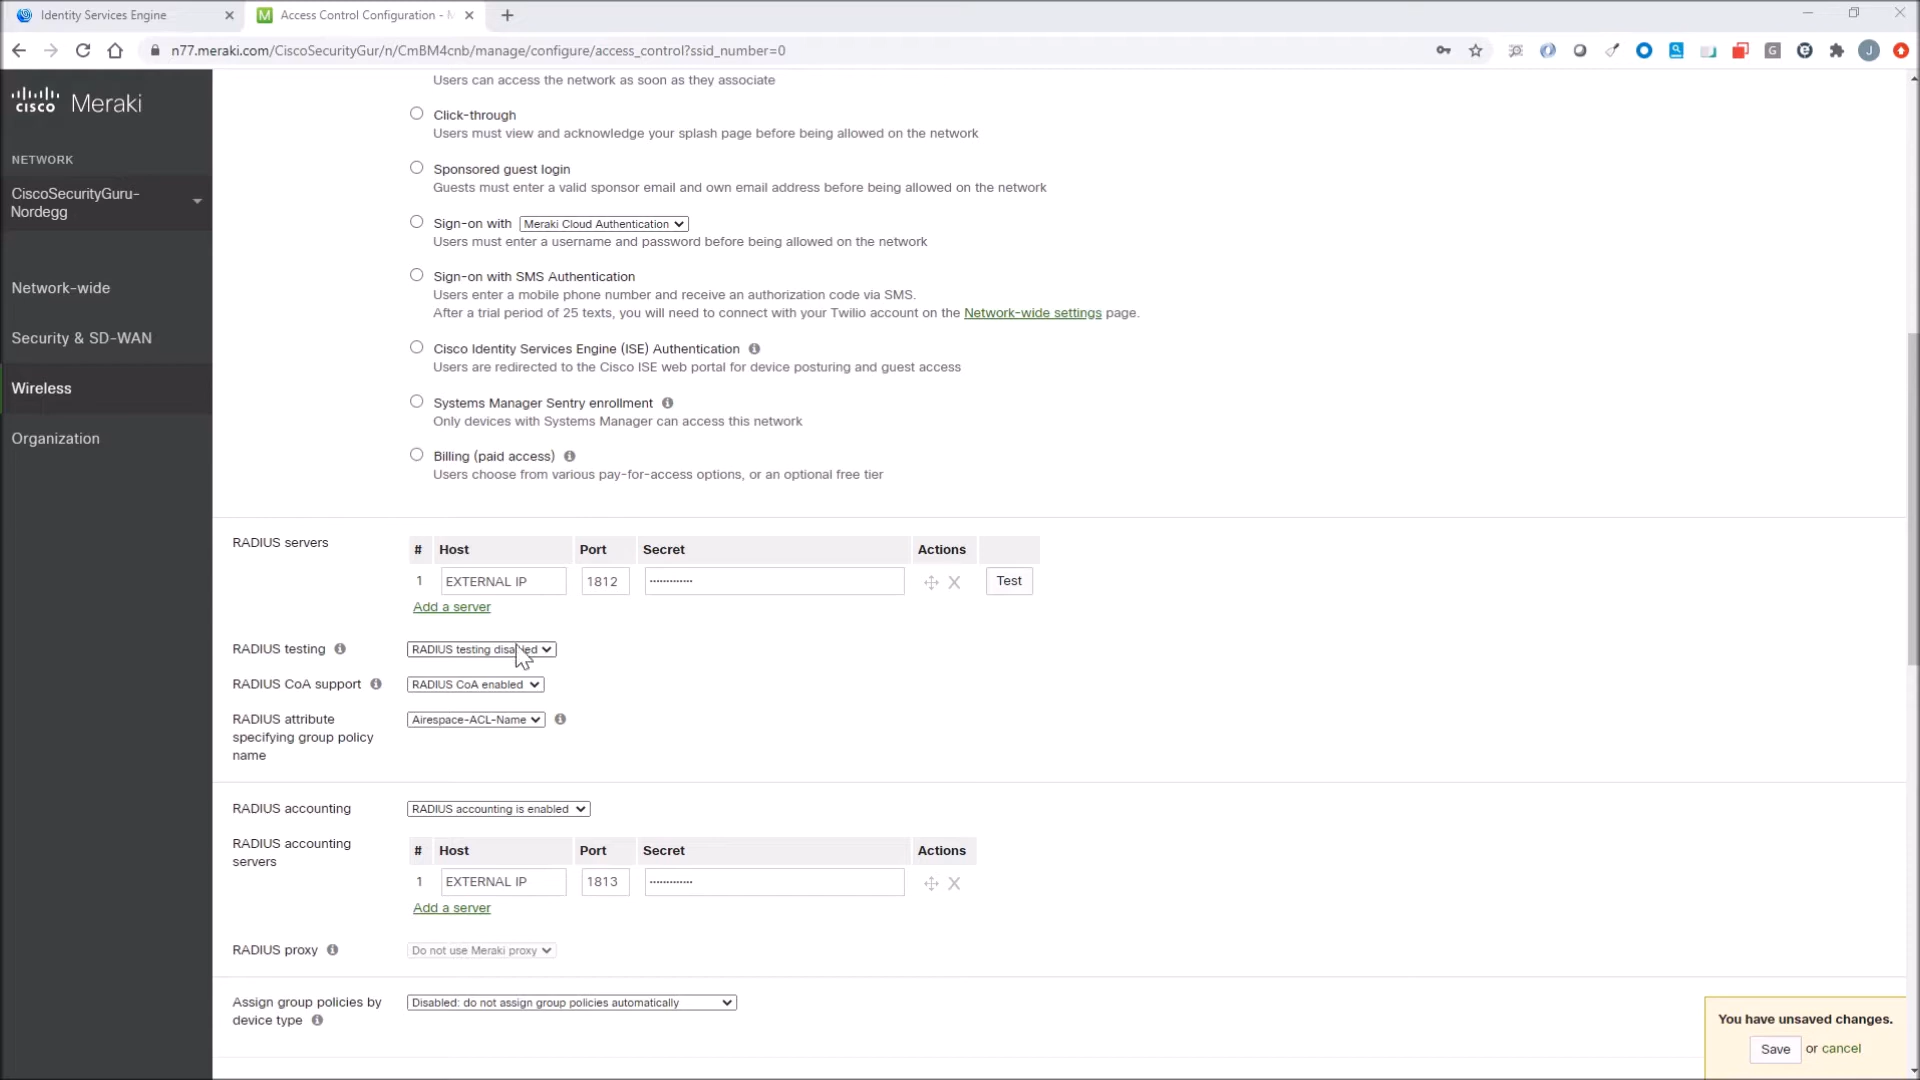 Identity Services Engine
Access Control Configuration - M
n77.meraki.com/CiscoSecurityGur/n/CmBM4cnb/manage/configure/access_control?ssid_number=0
G
J
cisco Meraki
NETWORK
CiscoSecurityGuru-
Nordegg
Network-wide
Security & SD-WAN
Wireless
Organization
Users can access the network as soon as they associate
Click-through
Users must view and acknowledge your splash page before being allowed on the network
Sponsored guest login
Guests must enter a valid sponsor email and own email address before being allowed on the network
Sign-on with Meraki Cloud Authentication
Users must enter a username and password before being allowed on the network
Sign-on with SMS Authentication
Users enter a mobile phone number and receive an authorization code via SMS.
After a trial period of 25 texts, you will need to connect with your Twilio account on the Network-wide settings page.
Cisco Identity Services Engine (ISE) Authentication
Users are redirected to the Cisco ISE web portal for device posturing and guest access
Systems Manager Sentry enrollment
Only devices with Systems Manager can access this network
Billing (paid access)
Users choose from various pay-for-access options, or an optional free tier
RADIUS servers
# Host Port Secret Actions
1 EXTERNAL IP 1812 ••••••••••••• X Test
Add a server
RADIUS testing RADIUS testing disabled
RADIUS CoA support RADIUS CoA enabled
RADIUS attribute
specifying group policy
name
Airespace-ACL-Name
RADIUS accounting RADIUS accounting is enabled
RADIUS accounting
servers
# Host Port Secret Actions
1 EXTERNAL IP 1813 ••••••••••••• X
Add a server
RADIUS proxy Do not use Meraki proxy
Assign group policies by
device type
Disabled: do not assign group policies automatically
You have unsaved changes.
Save or cancel